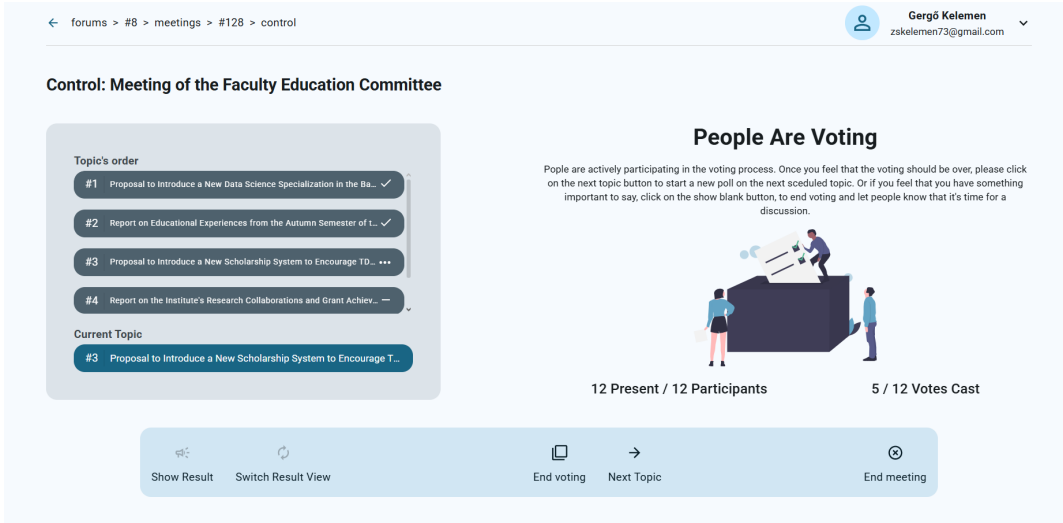 forums > #8 > meetings > #128 > control
Gergő Kelemen
zskelemen73@gmail.com
Control: Meeting of the Faculty Education Committee
Topic's order
#1 Proposal to Introduce a New Data Science Specialization in the Ba...
#2 Report on Educational Experiences from the Autumn Semester of t...
#3 Proposal to Introduce a New Scholarship System to Encourage TD...
#4 Report on the Institute's Research Collaborations and Grant Achiev...
Current Topic
#3 Proposal to Introduce a New Scholarship System to Encourage T...
People Are Voting
Pople are actively participating in the voting process. Once you feel that the voting should be over, please click
on the next topic button to start a new poll on the next sceduled topic. Or if you feel that you have something
important to say, click on the show blank button, to end voting and let people know that it's time for a
discussion.
12 Present / 12 Participants
5 / 12 Votes Cast
Show Result
Switch Result View
End voting
Next Topic
End meeting